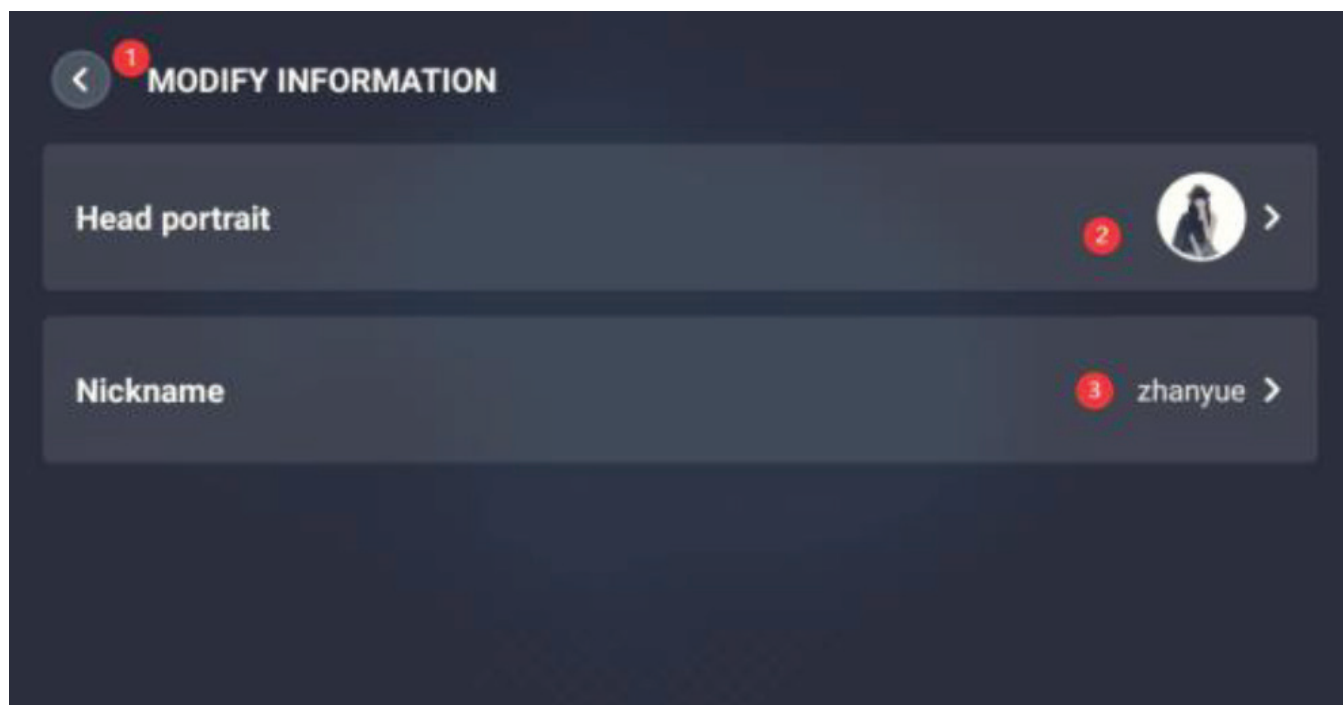 1
MODIFY INFORMATION
Head portrait
2
Nickname
3 zhanyue